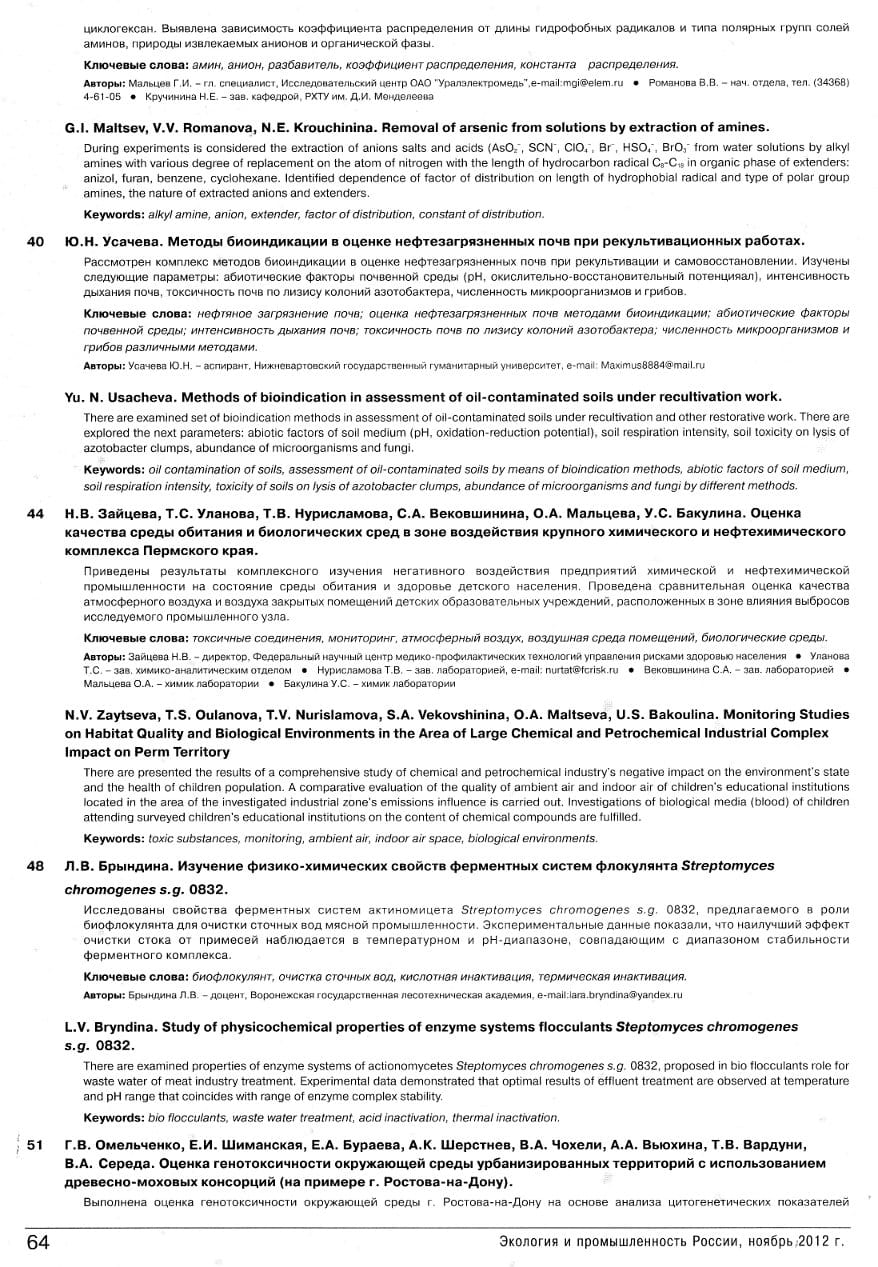 циклогексан. Выявлена зависимость коэффициента распределения от длины гидрофобных радикалов и типа полярных групп солей
аминов, природы извлекаемых анионов и органической фазы.
Ключевые слова: амин, анион, разбавитель, коэффициент распределения, константа распределения.
Авторы: Мальцев Г.И. – гл. специалист, Исследовательский центр ОАО "Уралэлектромедь",e-mail:mgi@elem.ru ● Романова В.В. – нач. отдела, тел. (34368)
4-61-05 ● Кручинина Н.Е. – зав. кафедрой, РХТУ им. Д.И. Менделеева
G.I. Maltsev, V.V. Romanova, N.E. Krouchinina. Removal of arsenic from solutions by extraction of amines.
During experiments is considered the extraction of anions salts and acids (AsO₂⁻, SCN⁻, ClO₄⁻, Br⁻, HSO₄⁻, BrO₃⁻ from water solutions by alkyl
amines with various degree of replacement on the atom of nitrogen with the length of hydrocarbon radical C₈-C₁₈ in organic phase of extenders:
anizol, furan, benzene, cyclohexane. Identified dependence of factor of distribution on length of hydrophobial radical and type of polar group
amines, the nature of extracted anions and extenders.
Keywords: alkyl amine, anion, extender, factor of distribution, constant of distribution.
40 Ю.Н. Усачева. Методы биоиндикации в оценке нефтезагрязненных почв при рекультивационных работах.
Рассмотрен комплекс методов биоиндикации в оценке нефтезагрязненных почв при рекультивации и самовосстановлении. Изучены
следующие параметры: абиотические факторы почвенной среды (pH, окислительно-восстановительный потенцияал), интенсивность
дыхания почв, токсичность почв по лизису колоний азотобактера, численность микроорганизмов и грибов.
Ключевые слова: нефтяное загрязнение почв; оценка нефтезагрязненных почв методами биоиндикации; абиотические факторы
почвенной среды; интенсивность дыхания почв; токсичность почв по лизису колоний азотобактера; численность микроорганизмов и
грибов различными методами.
Авторы: Усачева Ю.Н. – аспирант, Нижневартовский государственный гуманитарный университет, e-mail: Maximus8884@mail.ru
Yu. N. Usacheva. Methods of bioindication in assessment of oil-contaminated soils under recultivation work.
There are examined set of bioindication methods in assessment of oil-contaminated soils under recultivation and other restorative work. There are
explored the next parameters: abiotic factors of soil medium (pH, oxidation-reduction potential), soil respiration intensity, soil toxicity on lysis of
azotobacter clumps, abundance of microorganisms and fungi.
Keywords: oil contamination of soils, assessment of oil-contaminated soils by means of bioindication methods, abiotic factors of soil medium,
soil respiration intensity, toxicity of soils on lysis of azotobacter clumps, abundance of microorganisms and fungi by different methods.
44 Н.В. Зайцева, Т.С. Уланова, Т.В. Нурисламова, С.А. Вековшинина, О.А. Мальцева, У.С. Бакулина. Оценка
качества среды обитания и биологических сред в зоне воздействия крупного химического и нефтехимического
комплекса Пермского края.
Приведены результаты комплексного изучения негативного воздействия предприятий химической и нефтехимической
промышленности на состояние среды обитания и здоровье детского населения. Проведена сравнительная оценка качества
атмосферного воздуха и воздуха закрытых помещений детских образовательных учреждений, расположенных в зоне влияния выбросов
исследуемого промышленного узла.
Ключевые слова: токсичные соединения, мониторинг, атмосферный воздух, воздушная среда помещений, биологические среды.
Авторы: Зайцева Н.В. – директор, Федеральный научный центр медико-профилактических технологий управления рисками здоровью населения ● Уланова
Т.С. – зав. химико-аналитическим отделом ● Нурисламова Т.В. – зав. лабораторией, e-mail: nurtat@fcrisk.ru ● Вековшинина С.А. – зав. лабораторией ●
Мальцева О.А. – химик лаборатории ● Бакулина У.С. – химик лаборатории
N.V. Zaytseva, T.S. Oulanova, T.V. Nurislamova, S.A. Vekovshinina, O.A. Maltseva, U.S. Bakoulina. Monitoring Studies
on Habitat Quality and Biological Environments in the Area of Large Chemical and Petrochemical Industrial Complex
Impact on Perm Territory
There are presented the results of a comprehensive study of chemical and petrochemical industry's negative impact on the environment's state
and the health of children population. A comparative evaluation of the quality of ambient air and indoor air of children's educational institutions
located in the area of the investigated industrial zone's emissions influence is carried out. Investigations of biological media (blood) of children
attending surveyed children's educational institutions on the content of chemical compounds are fulfilled.
Keywords: toxic substances, monitoring, ambient air, indoor air space, biological environments.
48 Л.В. Брындина. Изучение физико-химических свойств ферментных систем флокулянта Streptomyces
chromogenes s.g. 0832.
Исследованы свойства ферментных систем актиномицета Streptomyces chromogenes s.g. 0832, предлагаемого в роли
биофлокулянта для очистки сточных вод мясной промышленности. Экспериментальные данные показали, что наилучший эффект
очистки стока от примесей наблюдается в температурном и pH-диапазоне, совпадающим с диапазоном стабильности
ферментного комплекса.
Ключевые слова: биофлокулянт, очистка сточных вод, кислотная инактивация, термическая инактивация.
Авторы: Брындина Л.В. – доцент, Воронежская государственная лесотехническая академия, e-mail:lara.bryndina@yandex.ru
L.V. Bryndina. Study of physicochemical properties of enzyme systems flocculants Steptomyces chromogenes
s.g. 0832.
There are examined properties of enzyme systems of actionomycetes Steptomyces chromogenes s.g. 0832, proposed in bio flocculants role for
waste water of meat industry treatment. Experimental data demonstrated that optimal results of effluent treatment are observed at temperature
and pH range that coincides with range of enzyme complex stability.
Keywords: bio flocculants, waste water treatment, acid inactivation, thermal inactivation.
51 Г.В. Омельченко, Е.И. Шиманская, Е.А. Бураева, А.К. Шерстнев, В.А. Чохели, А.А. Вьюхина, Т.В. Вардуни,
В.А. Середа. Оценка генотоксичности окружающей среды урбанизированных территорий с использованием
древесно-моховых консорций (на примере г. Ростова-на-Дону).
Выполнена оценка генотоксичности окружающей среды г. Ростова-на-Дону на основе анализа цитогенетических показателей
64 Экология и промышленность России, ноябрь 2012 г.